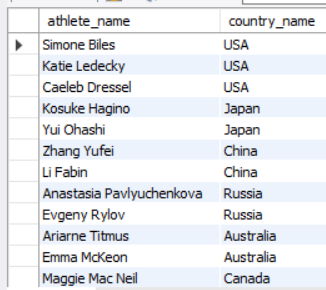 athlete_name country_name
Simone Biles USA
Katie Ledecky USA
Caeleb Dressel USA
Kosuke Hagino Japan
Yui Ohashi Japan
Zhang Yufei China
Li Fabin China
Anastasia Pavlyuchenkova Russia
Evgeny Rylov Russia
Ariarne Titmus Australia
Emma McKeon Australia
Maggie Mac Neil Canada